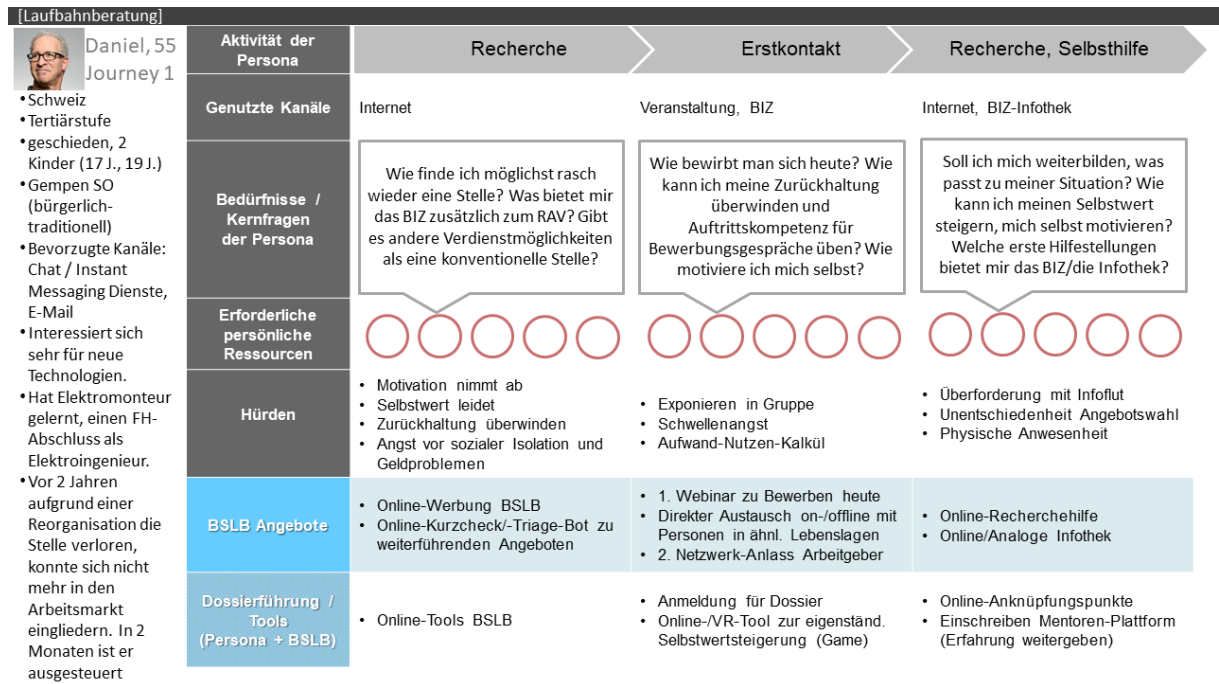 [Laufbahnberatung]
Daniel, 55
Journey 1
•Schweiz
•Tertiärstufe
•geschieden, 2
Kinder (17 J., 19 J.)
•Gempen SO
(bürgerlich-
traditionell)
•Bevorzugte Kanäle:
Chat / Instant
Messaging Dienste,
E-Mail
•Interessiert sich
sehr für neue
Technologien.
•Hat Elektromonteur
gelernt, einen FH-
Abschluss als
Elektroingenieur.
•Vor 2 Jahren
aufgrund einer
Reorganisation die
Stelle verloren,
konnte sich nicht
mehr in den
Arbeitsmarkt
eingliedern. In 2
Monaten ist er
ausgesteuert
Aktivität der
Persona
Recherche
Erstkontakt
Recherche, Selbsthilfe
Genutzte Kanäle
Internet
Veranstaltung, BIZ
Internet, BIZ-Infothek
Bedürfnisse /
Kernfragen
der Persona
Wie finde ich möglichst rasch
wieder eine Stelle? Was bietet mir
das BIZ zusätzlich zum RAV? Gibt
es andere Verdienstmöglichkeiten
als eine konventionelle Stelle?
Wie bewirbt man sich heute? Wie
kann ich meine Zurückhaltung
überwinden und
Auftrittskompetenz für
Bewerbungsgespräche üben? Wie
motiviere ich mich selbst?
Soll ich mich weiterbilden, was
passt zu meiner Situation? Wie
kann ich meinen Selbstwert
steigern, mich selbst motivieren?
Welche erste Hilfestellungen
bietet mir das BIZ/die Infothek?
Erforderliche
persönliche
Ressourcen
Hürden
• Motivation nimmt ab
• Selbstwert leidet
• Zurückhaltung überwinden
• Angst vor sozialer Isolation und
Geldproblemen
• Exponieren in Gruppe
• Schwellenangst
• Aufwand-Nutzen-Kalkül
• Überforderung mit Infoflut
• Unentschiedenheit Angebotswahl
• Physische Anwesenheit
BSLB Angebote
• Online-Werbung BSLB
• Online-Kurzcheck/-Triage-Bot zu
weiterführenden Angeboten
• 1. Webinar zu Bewerben heute
• Direkter Austausch on-/offline mit
Personen in ähnl. Lebenslagen
• 2. Netzwerk-Anlass Arbeitgeber
• Online-Recherchehilfe
• Online/Analoge Infothek
Dossierführung /
Tools
(Persona + BSLB)
• Online-Tools BSLB
• Anmeldung für Dossier
• Online-/VR-Tool zur eigenständ.
Selbstwertsteigerung (Game)
• Online-Anknüpfungspunkte
• Einschreiben Mentoren-Plattform
(Erfahrung weitergeben)